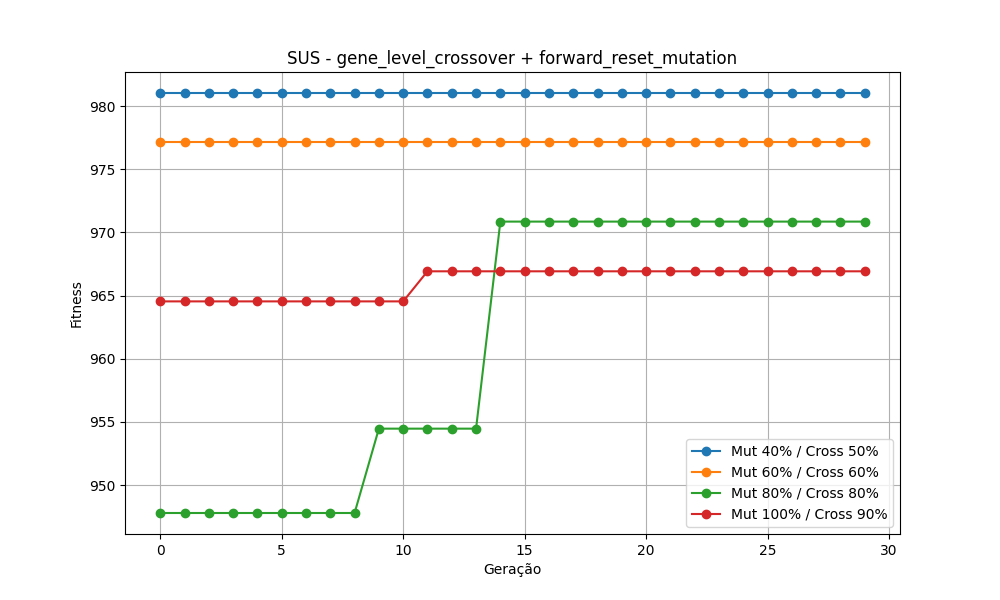 SUS - gene_level_crossover + forward_reset_mutation
980
975
970
965
960
955
950
Fitness
0 5 10 15 20 25 30
Geração
Mut 40% / Cross 50%
Mut 60% / Cross 60%
Mut 80% / Cross 80%
Mut 100% / Cross 90%